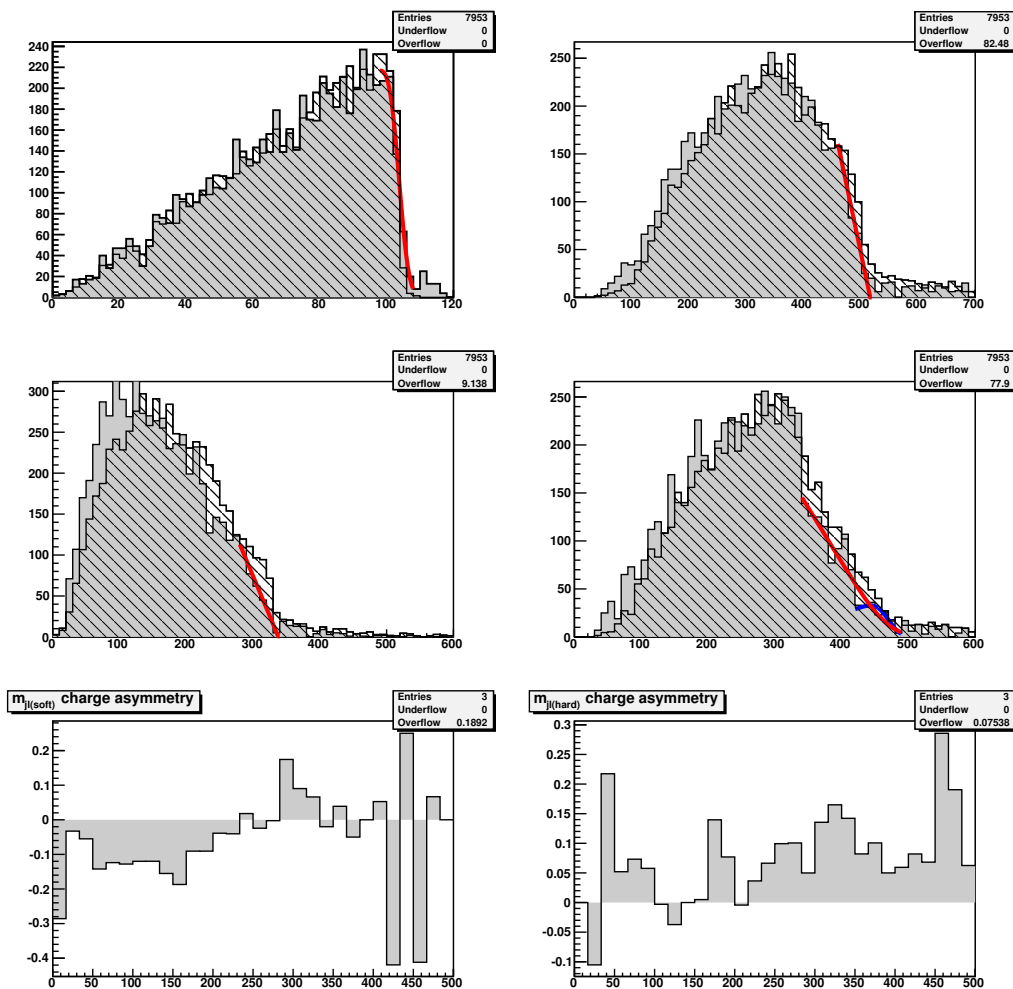 Entries 7953
Underflow 0
Overflow 0
240
220
200
180
160
140
120
100
80
60
40
20
0
0 20 40 60 80 100 120
Entries 7953
Underflow 0
Overflow 82.48
250
200
150
100
50
0
100 200 300 400 500 600 700
Entries 7953
Underflow 0
Overflow 9.138
300
250
200
150
100
50
0
0 100 200 300 400 500 600
Entries 7953
Underflow 0
Overflow 77.9
250
200
150
100
50
0
0 100 200 300 400 500 600
m_jl(soft) charge asymmetry
Entries 3
Underflow 0
Overflow 0.1892
0.2
0.1
0
-0.1
-0.2
-0.3
-0.4
0 50 100 150 200 250 300 350 400 450 500
m_jl(hard) charge asymmetry
Entries 3
Underflow 0
Overflow 0.07538
0.3
0.25
0.2
0.15
0.1
0.05
0
-0.05
-0.1
0 50 100 150 200 250 300 350 400 450 500